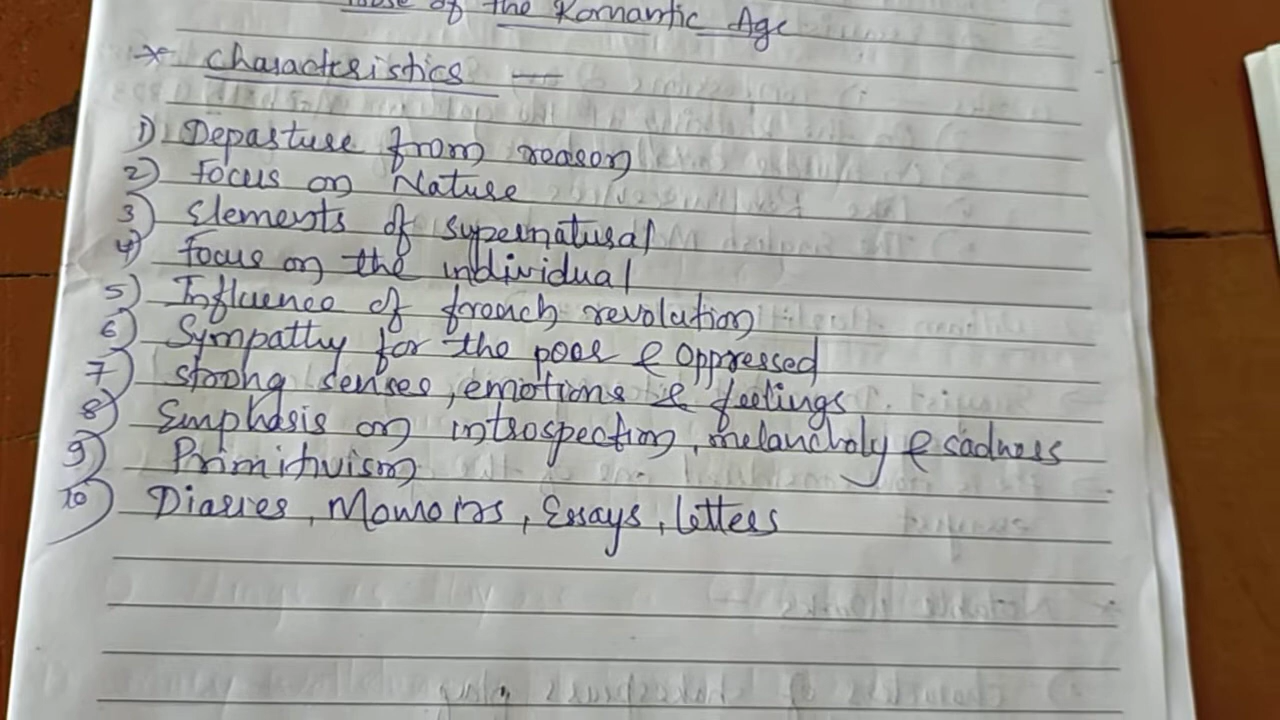 of the Romantic Age
* Characteristics —
1) Departure from reason
2) Focus on Nature
3) Elements of supernatural
4) Focus on the individual
5) Influence of french revolution
6) Sympathy for the poor & oppressed
7) strong senses, emotions & feelings
8) Emphasis on introspection, melancholy & sadness
9) Primitivism
10) Diaries, Memoirs, Essays, letters